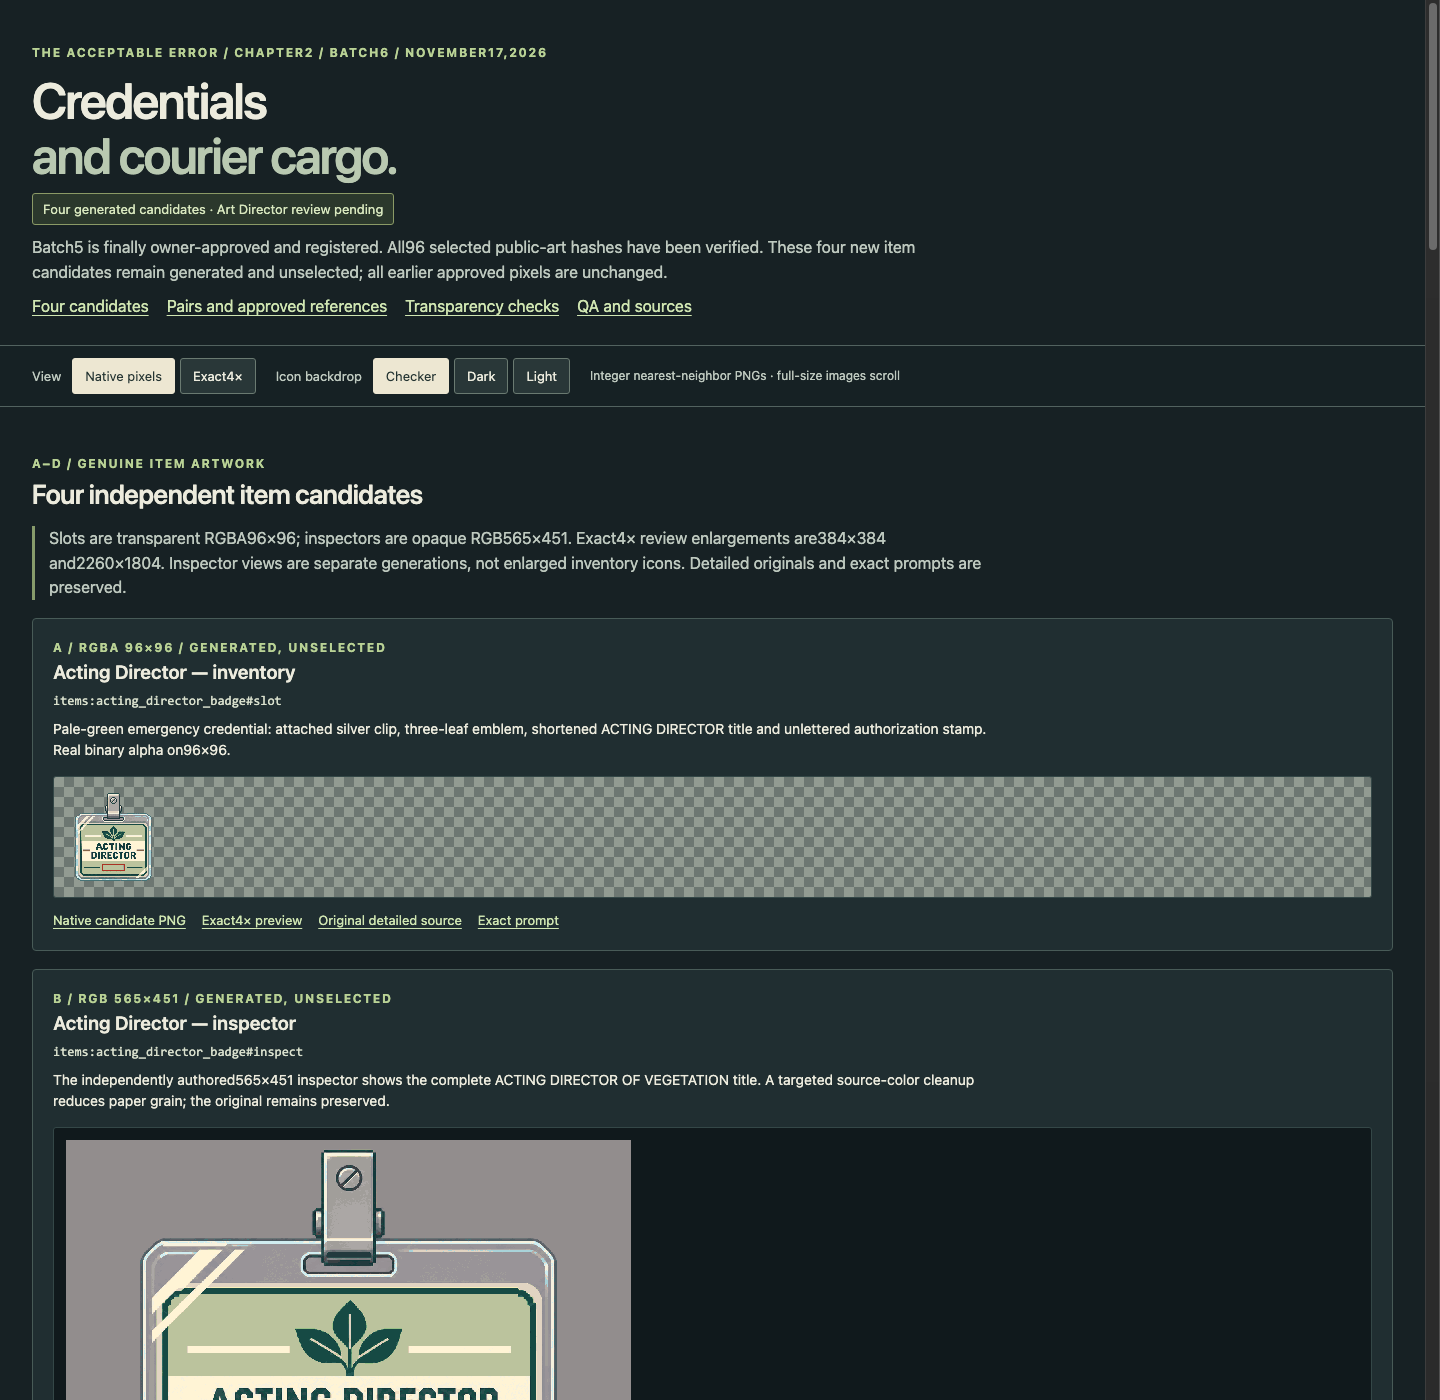 THE ACCEPTABLE ERROR / CHAPTER2 / BATCH6 / NOVEMBER17,2026
Credentials
and courier cargo.
Four generated candidates · Art Director review pending
Batch5 is finally owner-approved and registered. All96 selected public-art hashes have been verified. These four new item
candidates remain generated and unselected; all earlier approved pixels are unchanged.
Four candidates Pairs and approved references Transparency checks QA and sources
View Native pixels Exact4× Icon backdrop Checker Dark Light Integer nearest-neighbor PNGs · full-size images scroll
A–D / GENUINE ITEM ARTWORK
Four independent item candidates
Slots are transparent RGBA96×96; inspectors are opaque RGB565×451. Exact4× review enlargements are384×384
and2260×1804. Inspector views are separate generations, not enlarged inventory icons. Detailed originals and exact prompts are
preserved.
A / RGBA 96×96 / GENERATED, UNSELECTED
Acting Director — inventory
items:acting_director_badge#slot
Pale-green emergency credential: attached silver clip, three-leaf emblem, shortened ACTING DIRECTOR title and unlettered authorization stamp.
Real binary alpha on96×96.
ACTING
DIRECTOR
Native candidate PNG Exact4× preview Original detailed source Exact prompt
B / RGB 565×451 / GENERATED, UNSELECTED
Acting Director — inspector
items:acting_director_badge#inspect
The independently authored565×451 inspector shows the complete ACTING DIRECTOR OF VEGETATION title. A targeted source-color cleanup
reduces paper grain; the original remains preserved.
ACTING DIRECTOR